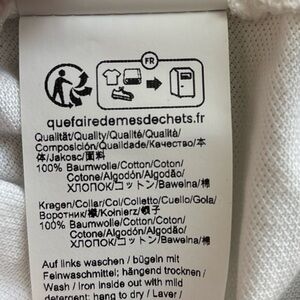 FR
quefairedemesdechets.fr
Qualität/Quality/Qualité/Qualità/
Composición/Qualidade/Качество/本
体/Jakość/面料
100% Baumwolle/Cotton/Coton/
Cotone/Algodón/Algodão/
ХЛОПОК/コットン/Bawełna/棉
Kragen/Collar/Col/Colletto/Cuello/Gola/
Воротник/襟/Kołnierz/领子
100% Baumwolle/Cotton/Coton/
Cotone/Algodón/Algodão/
ХЛОПОК/コットン/Bawełna/棉
Auf links waschen / bügeln mit
Feinwaschmittel; hängend trocknen /
Wash / iron inside out with mild
detergent; hang to dry / Laver /